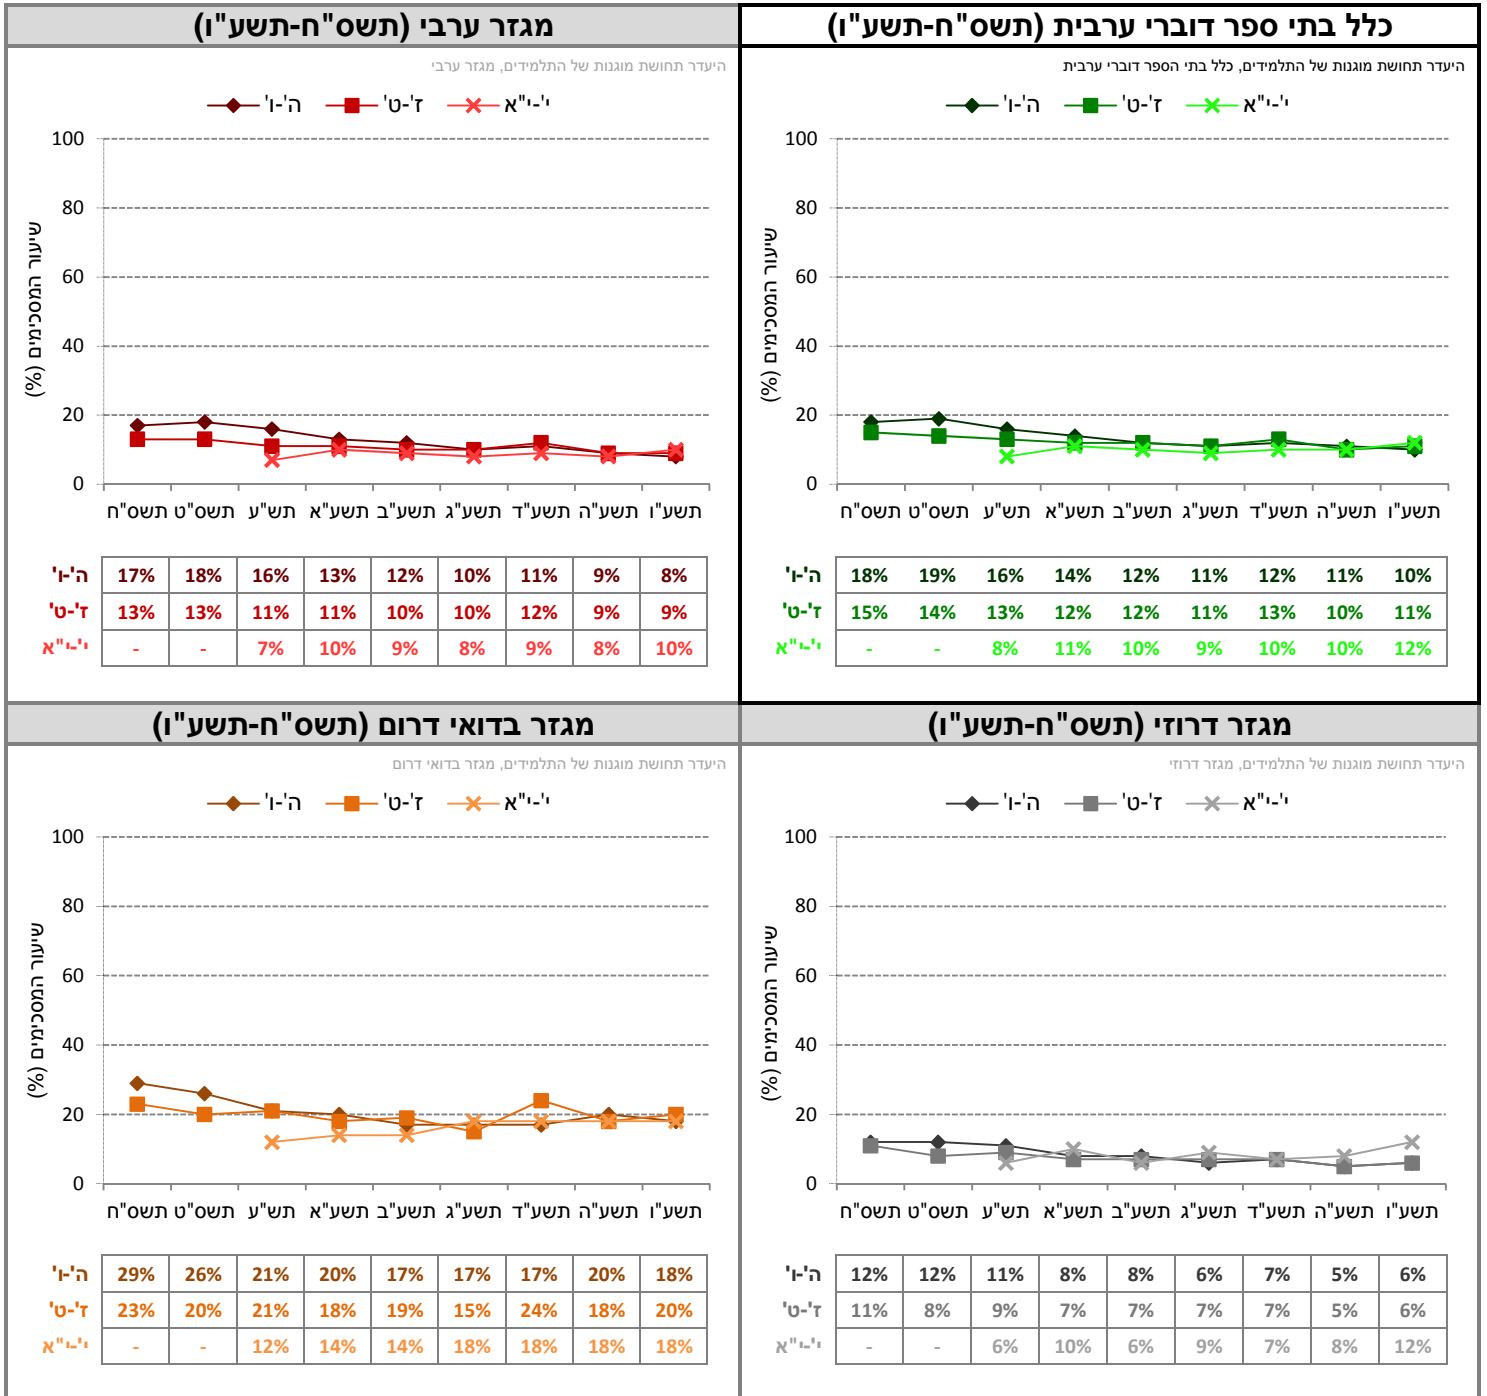 כלל בתי ספר דוברי ערבית (תשס"ח-תשע"ו)
היעדר תחושת מוגנות של התלמידים, כלל בתי הספר דוברי ערבית
ה'-ו' ז'-ט' י'-י"א
שיעור המסכימים (%)
100
80
60
40
20
0
תשס"ח תשס"ט תש"ע תשע"א תשע"ב תשע"ג תשע"ד תשע"ה תשע"ו
ה'-ו' 18% 19% 16% 14% 12% 11% 12% 11% 10%
ז'-ט' 15% 14% 13% 12% 12% 11% 13% 10% 11%
י'-י"א - - 8% 11% 10% 9% 10% 10% 12%
מגזר ערבי (תשס"ח-תשע"ו)
היעדר תחושת מוגנות של התלמידים, מגזר ערבי
ה'-ו' ז'-ט' י'-י"א
שיעור המסכימים (%)
100
80
60
40
20
0
תשס"ח תשס"ט תש"ע תשע"א תשע"ב תשע"ג תשע"ד תשע"ה תשע"ו
ה'-ו' 17% 18% 16% 13% 12% 10% 11% 9% 8%
ז'-ט' 13% 13% 11% 11% 10% 10% 12% 9% 9%
י'-י"א - - 7% 10% 9% 8% 9% 8% 10%
מגזר דרוזי (תשס"ח-תשע"ו)
היעדר תחושת מוגנות של התלמידים, מגזר דרוזי
ה'-ו' ז'-ט' י'-י"א
שיעור המסכימים (%)
100
80
60
40
20
0
תשס"ח תשס"ט תש"ע תשע"א תשע"ב תשע"ג תשע"ד תשע"ה תשע"ו
ה'-ו' 12% 12% 11% 8% 8% 6% 7% 5% 6%
ז'-ט' 11% 8% 9% 7% 7% 7% 7% 5% 6%
י'-י"א - - 6% 10% 6% 9% 7% 8% 12%
מגזר בדואי דרום (תשס"ח-תשע"ו)
היעדר תחושת מוגנות של התלמידים, מגזר בדואי דרום
ה'-ו' ז'-ט' י'-י"א
שיעור המסכימים (%)
100
80
60
40
20
0
תשס"ח תשס"ט תש"ע תשע"א תשע"ב תשע"ג תשע"ד תשע"ה תשע"ו
ה'-ו' 29% 26% 21% 20% 17% 17% 17% 20% 18%
ז'-ט' 23% 20% 21% 18% 19% 15% 24% 18% 20%
י'-י"א - - 12% 14% 14% 18% 18% 18% 18%